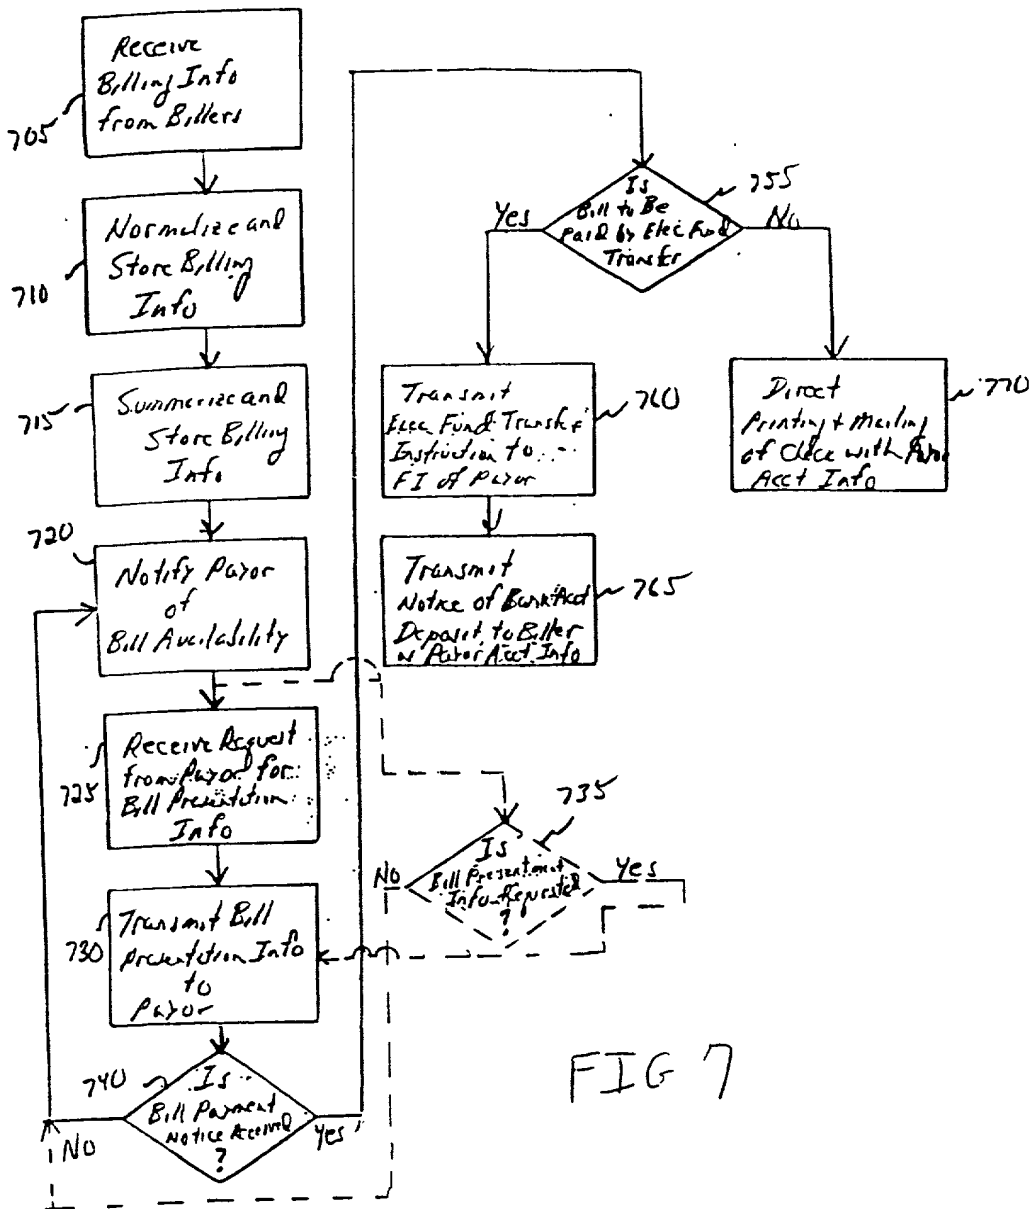 Receive
Billing Info
from Billers
705
Normalize and
Store Billing
Info
710
Summarize and
Store Billing
Info
715
720
Notify Payor
of
Bill Availability
Receive Request
from Payor for
Bill Presentation
Info
725
Transmit Bill
Presentation Info
to
Payor
730
740
Is
Bill Payment
Notice Received
?
No
Yes
Is
Bill to Be
Paid by Elec Fund
Transfer
755
Yes
No
Transmit
Elec Fund Transfer
Instruction to
FI of Payor
760
Transmit
Notice of Bank Acct
Deposit to Biller
w Payor Acct Info
765
Direct
Printing + Mailing
of Check with Payor
Acct Info
770
735
Is
Bill Presentment
Info Requested
?
No
Yes
FIG 7